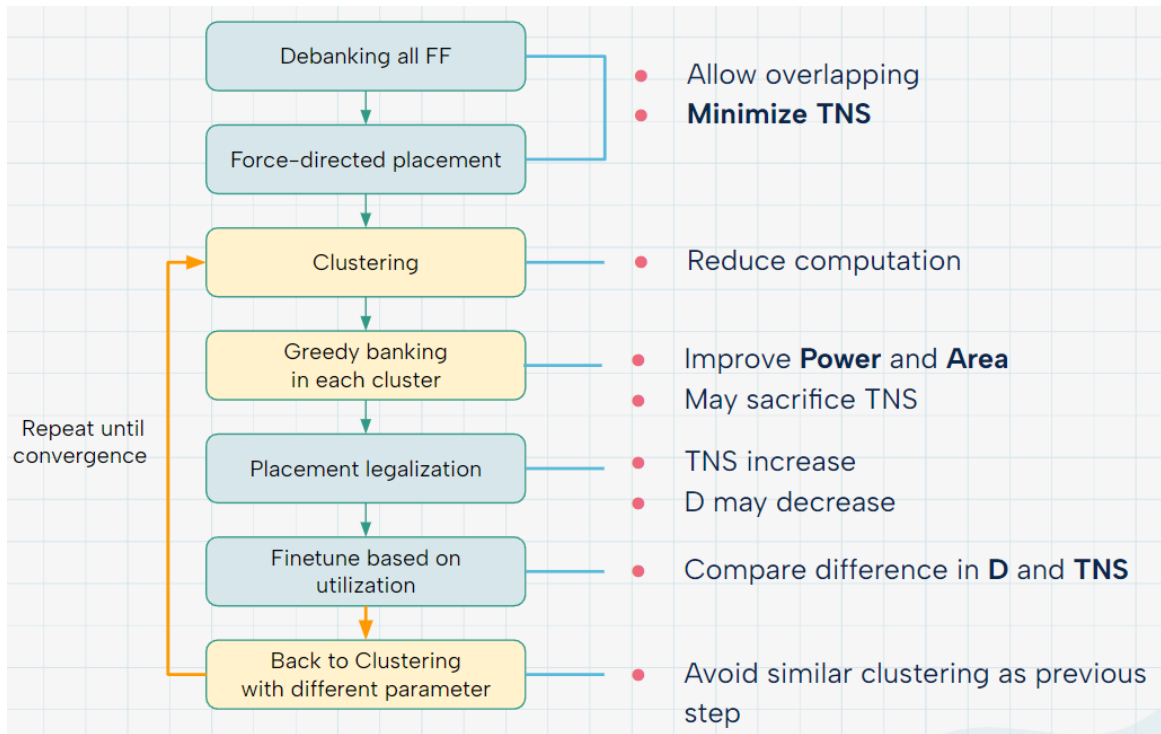 Debanking all FF
Allow overlapping
Minimize TNS
Force-directed placement
Clustering
Reduce computation
Greedy banking
in each cluster
Improve Power and Area
May sacrifice TNS
Repeat until
convergence
Placement legalization
TNS increase
D may decrease
Finetune based on
utilization
Compare difference in D and TNS
Back to Clustering
with different parameter
Avoid similar clustering as previous
step